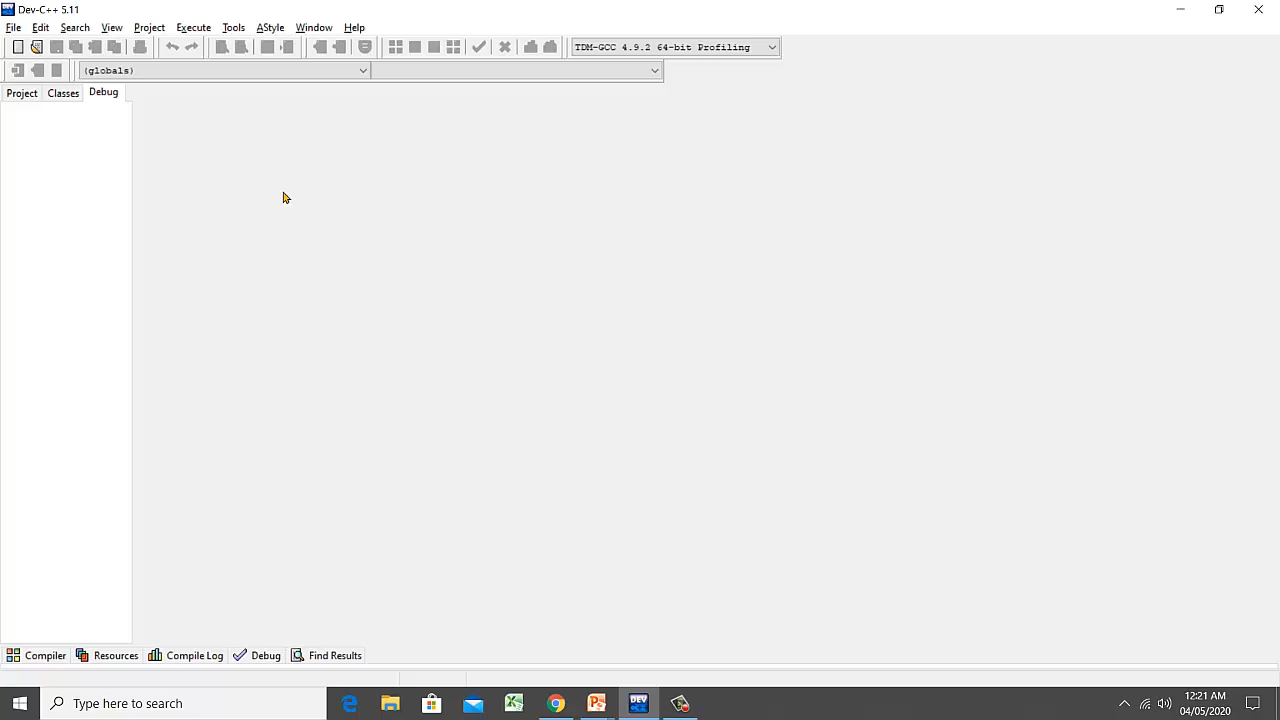 Dev-C++ 5.11
File Edit Search View Project Execute Tools AStyle Window Help
TDM-GCC 4.9.2 64-bit Profiling
(globals)
Project Classes Debug
Compiler Resources Compile Log Debug Find Results
Type here to search
DEV
12:21 AM
04/05/2020